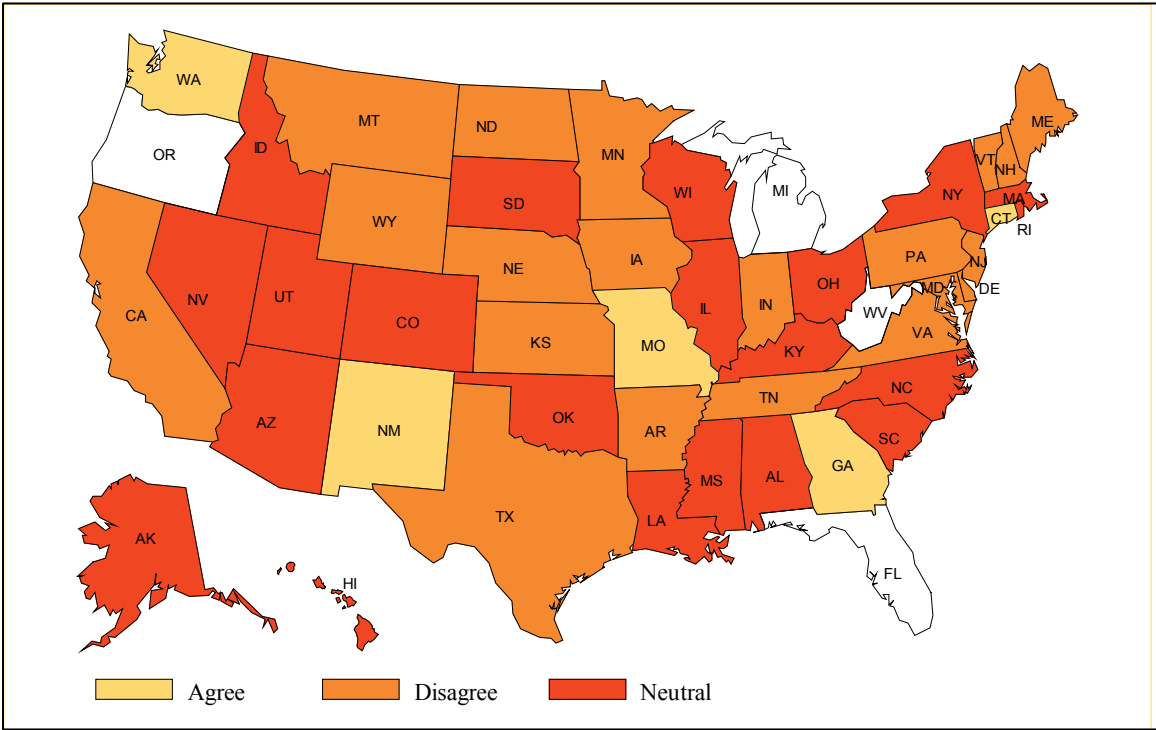 WA
MT
ND
MN
ME
OR
ID
VT
NH
WI
MI
SD
NY
MA
WY
CT
RI
NE
IA
PA
NJ
NV
UT
CO
IL
IN
OH
MD
DE
CA
WV
VA
KS
MO
KY
NC
TN
AZ
NM
OK
AR
SC
GA
MS
AL
TX
LA
AK
HI
FL
Agree Disagree Neutral